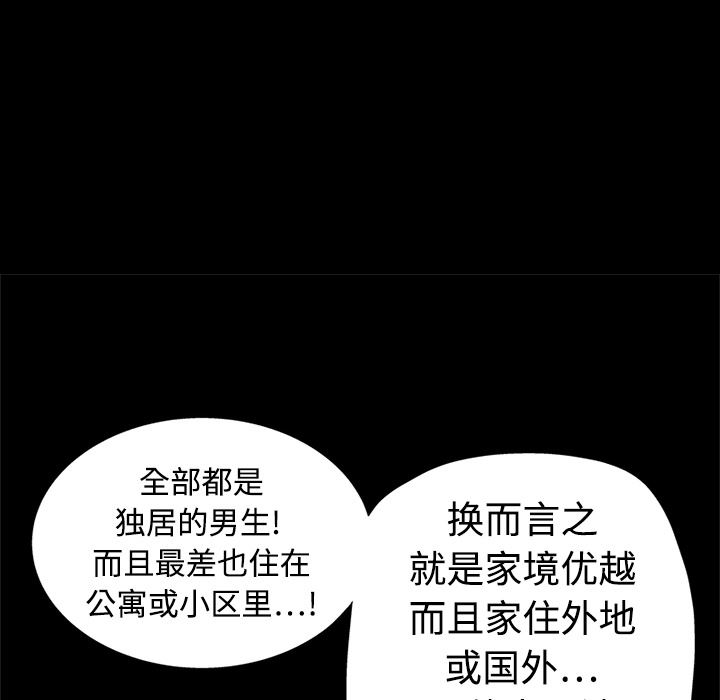 全部都是
独居的男生!
而且最差也住在
公寓或小区里...!
换而言之
就是家境优越
而且家住外地
或国外...